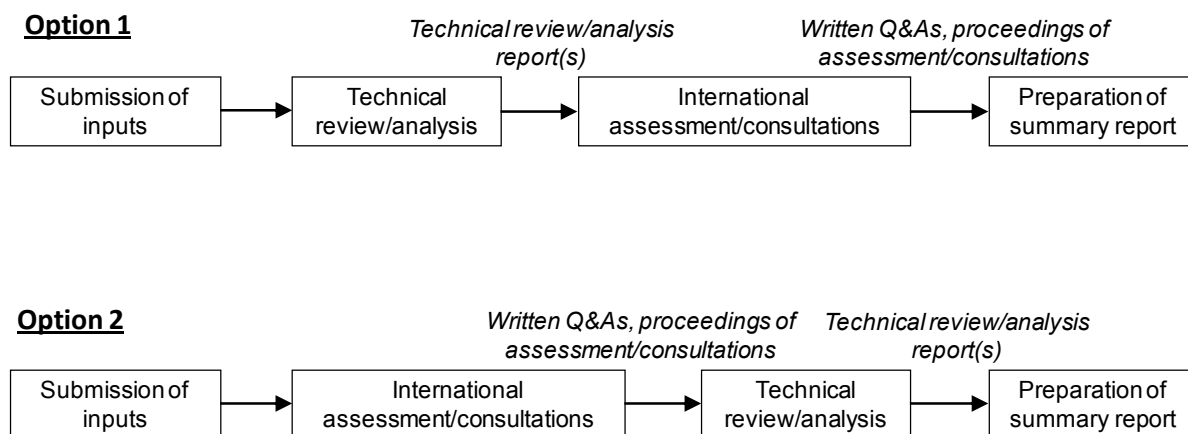 Option 1
Technical review/analysis
report(s)
Written Q&As, proceedings of
assessment/consultations
Submission of
inputs
Technical
review/analysis
International
assessment/consultations
Preparation of
summary report
Option 2
Written Q&As, proceedings of
assessment/consultations
Technical review/analysis
report(s)
Submission of
inputs
International
assessment/consultations
Technical
review/analysis
Preparation of
summary report